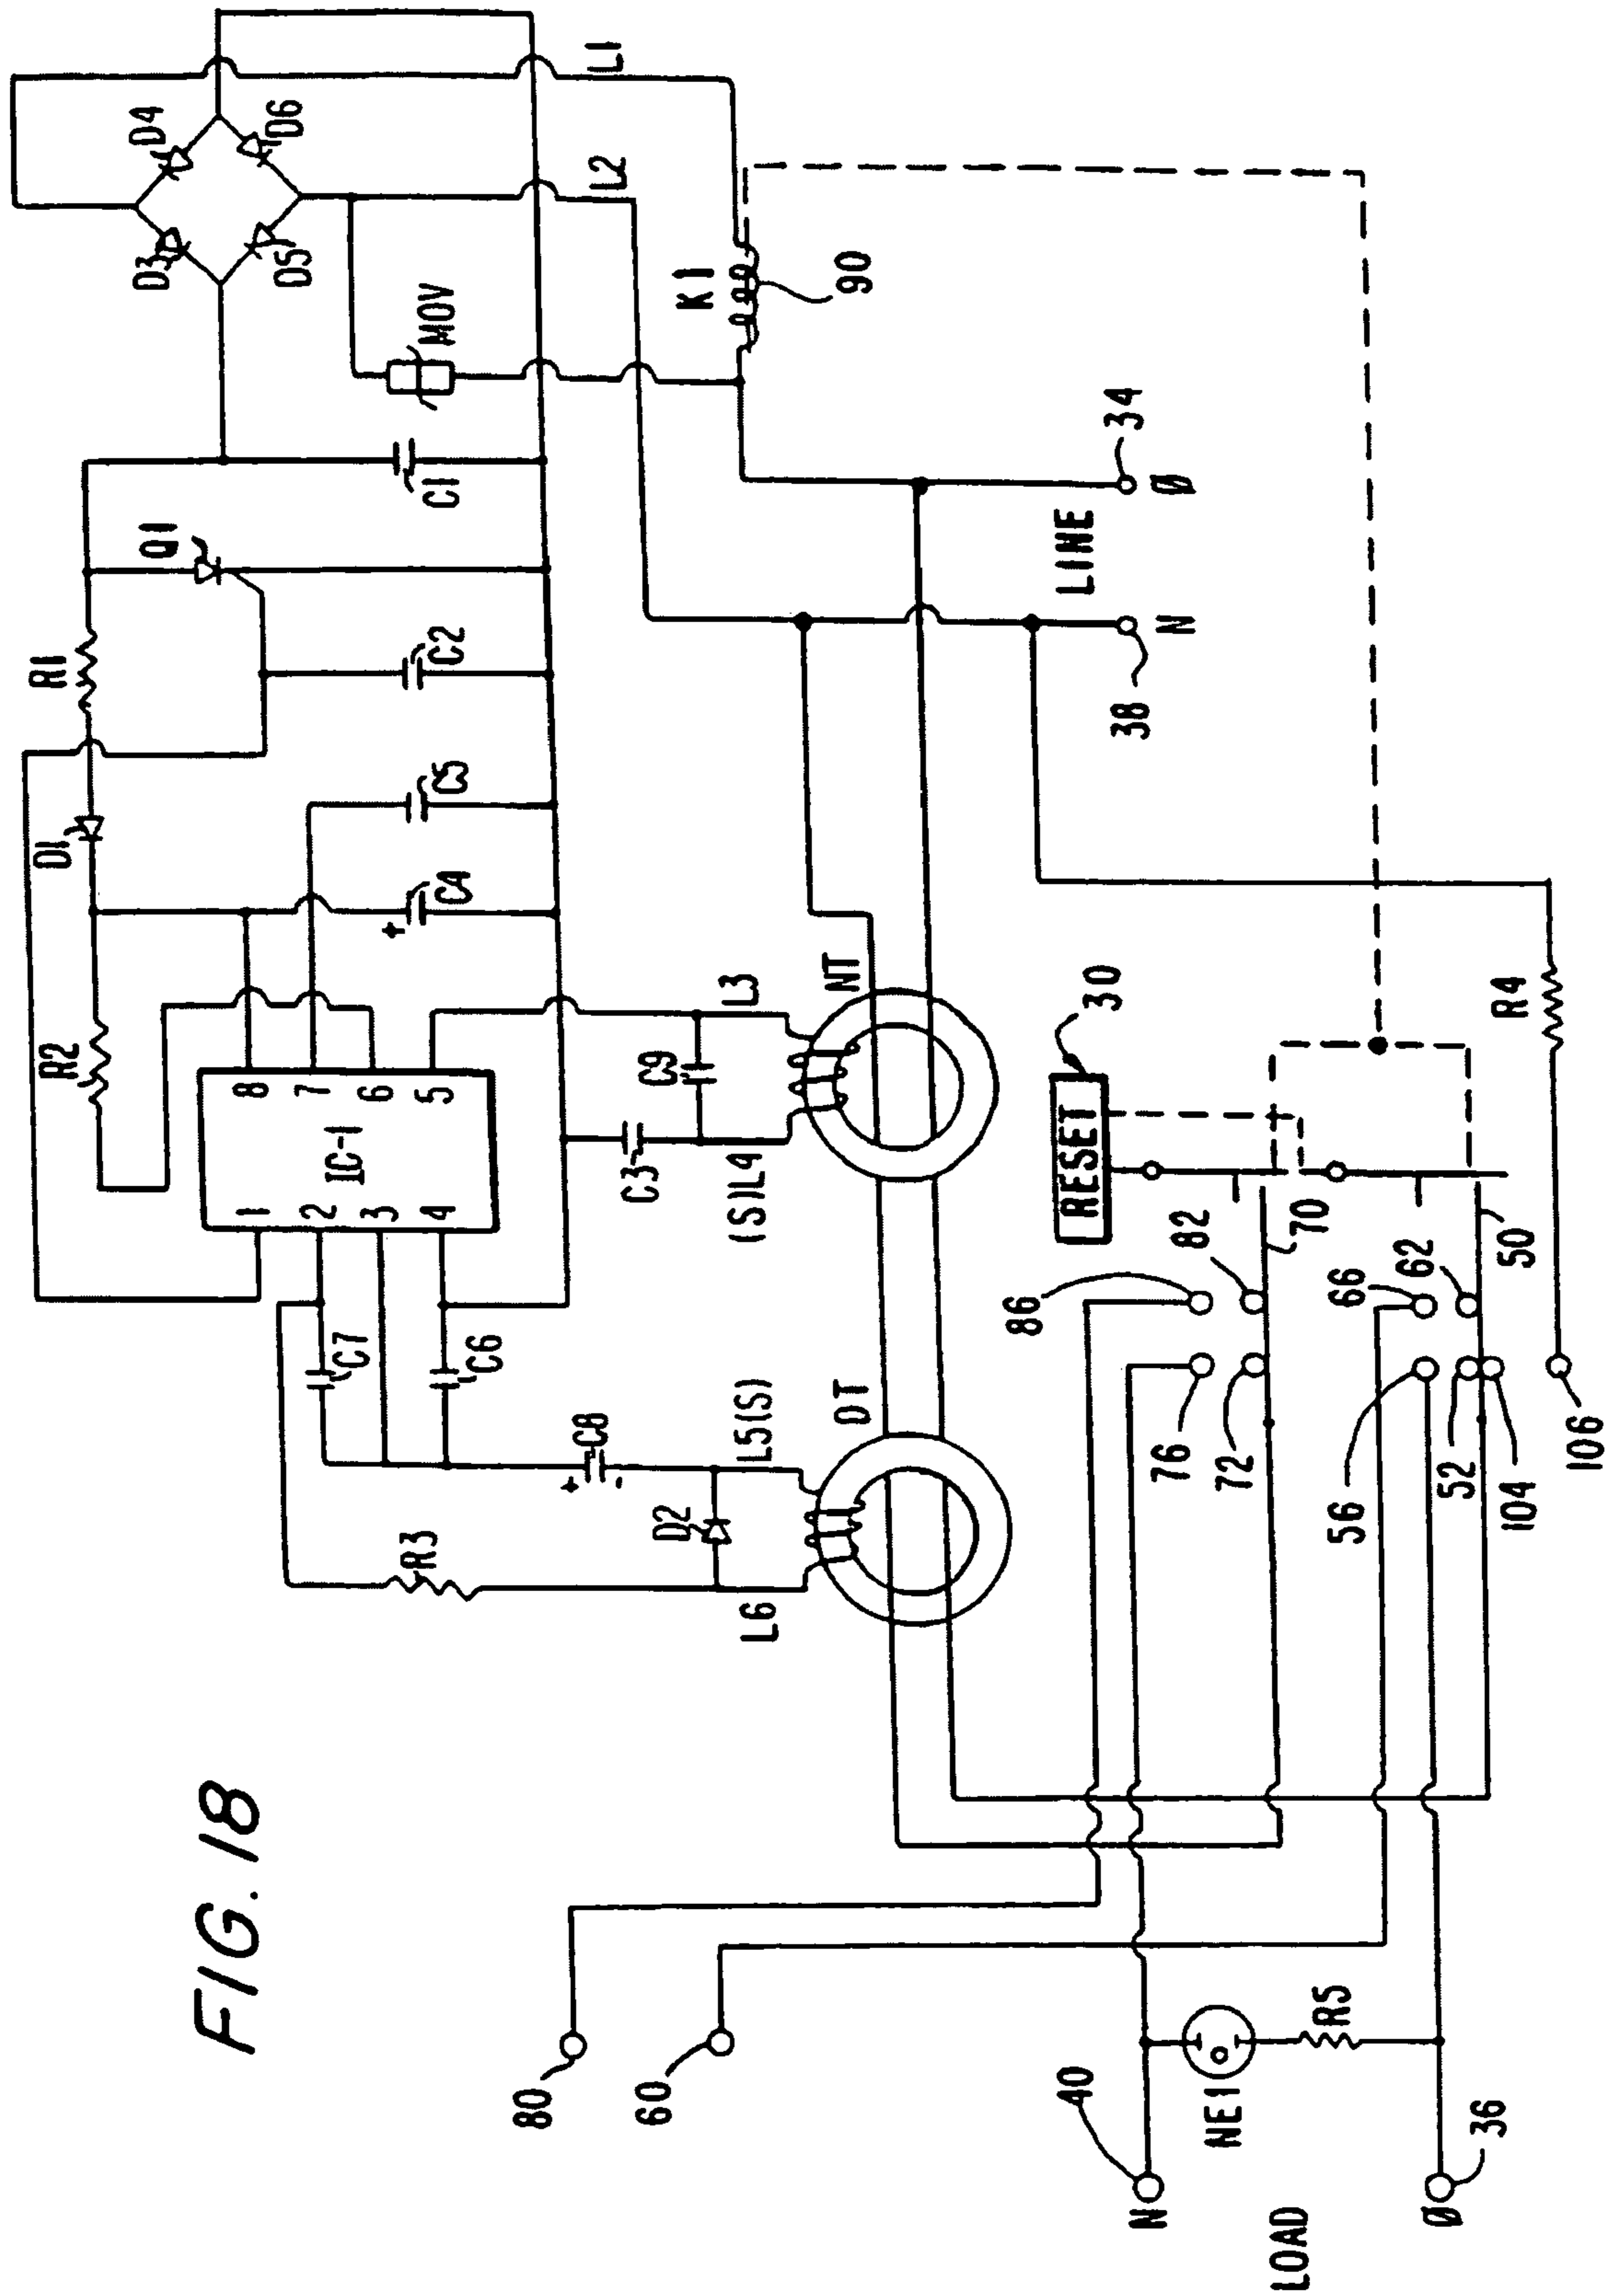 FIG. 18
D4
D6
D3
D5
L1
L2
MOV
K1
90
C1
Q1
34
Ø
LINE
N
38
R1
C2
C5
D1
C4
+
R2
8
7
6
5
IC-1
1
2
3
4
L3
NT
C9
C3
(S)L4
30
RESET
R4
C7
C6
C8
+
-
L5(S)
DT
D2
R3
L6
86
82
70
66
62
50
76
72
56
52
104
106
80
60
40
N
NE1
R5
Ø
36
LOAD